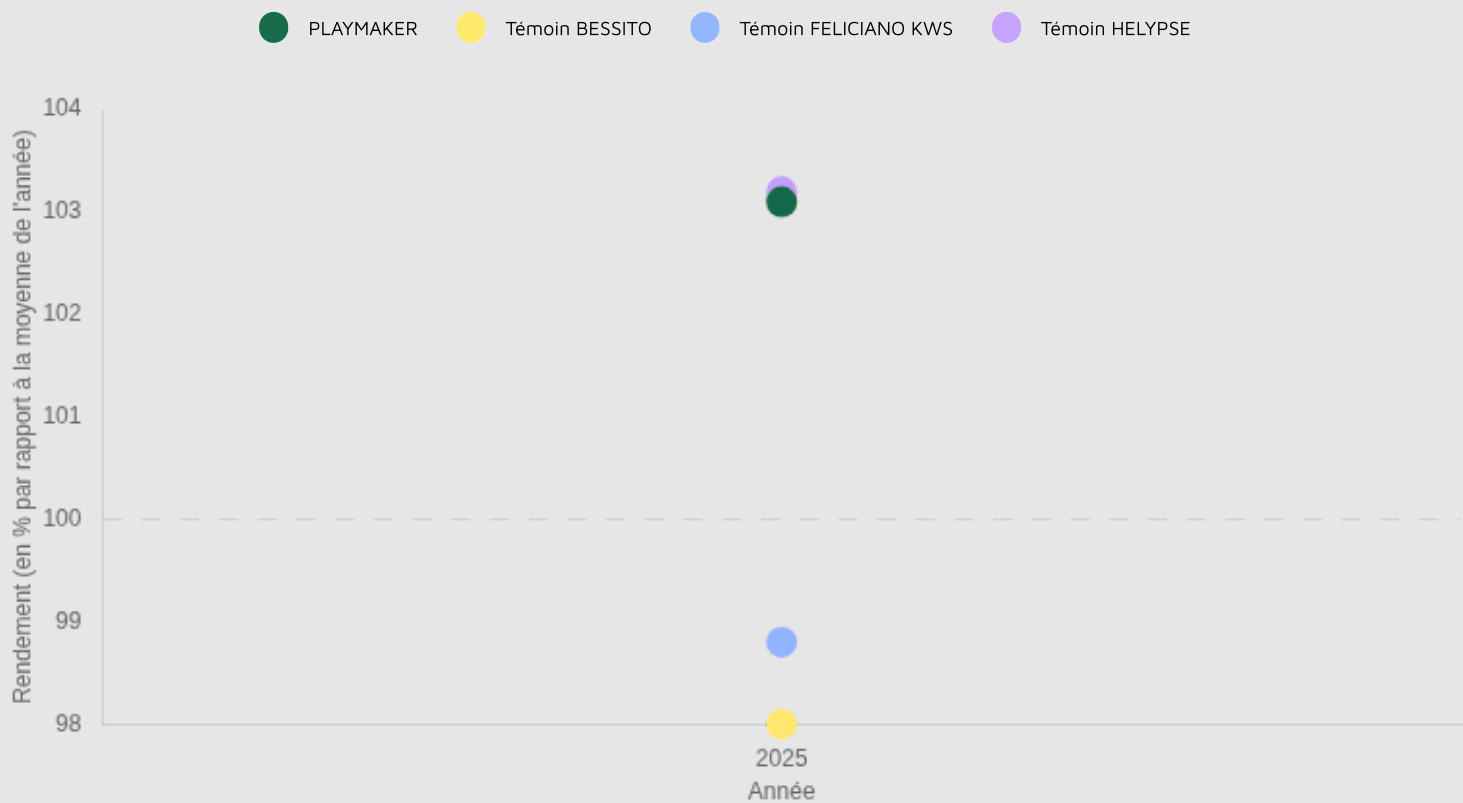 PLAYMAKER
Témoin BESSITO
Témoin FELICIANO KWS
Témoin HELYPSE
Rendement (en % par rapport à la moyenne de l'année)
104
103
102
101
100
99
98
2025
Année